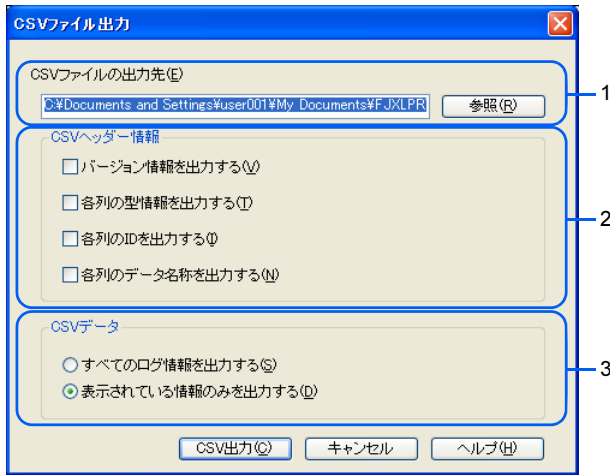 CSVファイル出力
CSVファイルの出力先(E)
C:¥Documents and Settings¥user001¥My Documents¥FJXLPR
参照(R)
1
CSVヘッダー情報
バージョン情報を出力する(V)
各列の型情報を出力する(T)
各列のIDを出力する(I)
各列のデータ名称を出力する(N)
2
CSVデータ
すべてのログ情報を出力する(S)
表示されている情報のみを出力する(D)
3
CSV出力(C)
キャンセル
ヘルプ(H)